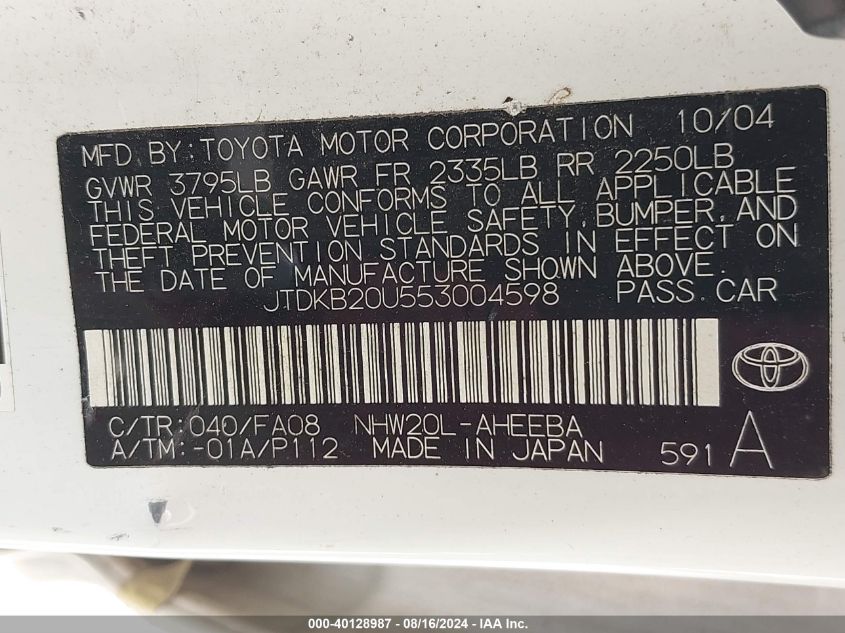 MFD BY: TOYOTA MOTOR CORPORATION 10/04
GVWR 3795LB GAWR FR 2335LB RR 2250LB
THIS VEHICLE CONFORMS TO ALL APPLICABLE
FEDERAL MOTOR VEHICLE SAFETY, BUMPER, AND
THEFT PREVENTION STANDARDS IN EFFECT ON
THE DATE OF MANUFACTURE SHOWN ABOVE.
JTDKB20U553004598 PASS.CAR
C/TR:040/FA08 NHW20L-AHEEBA
A/TM:-01A/P112 MADE IN JAPAN 591 A
000-40128987 - 08/16/2024 - IAA Inc.